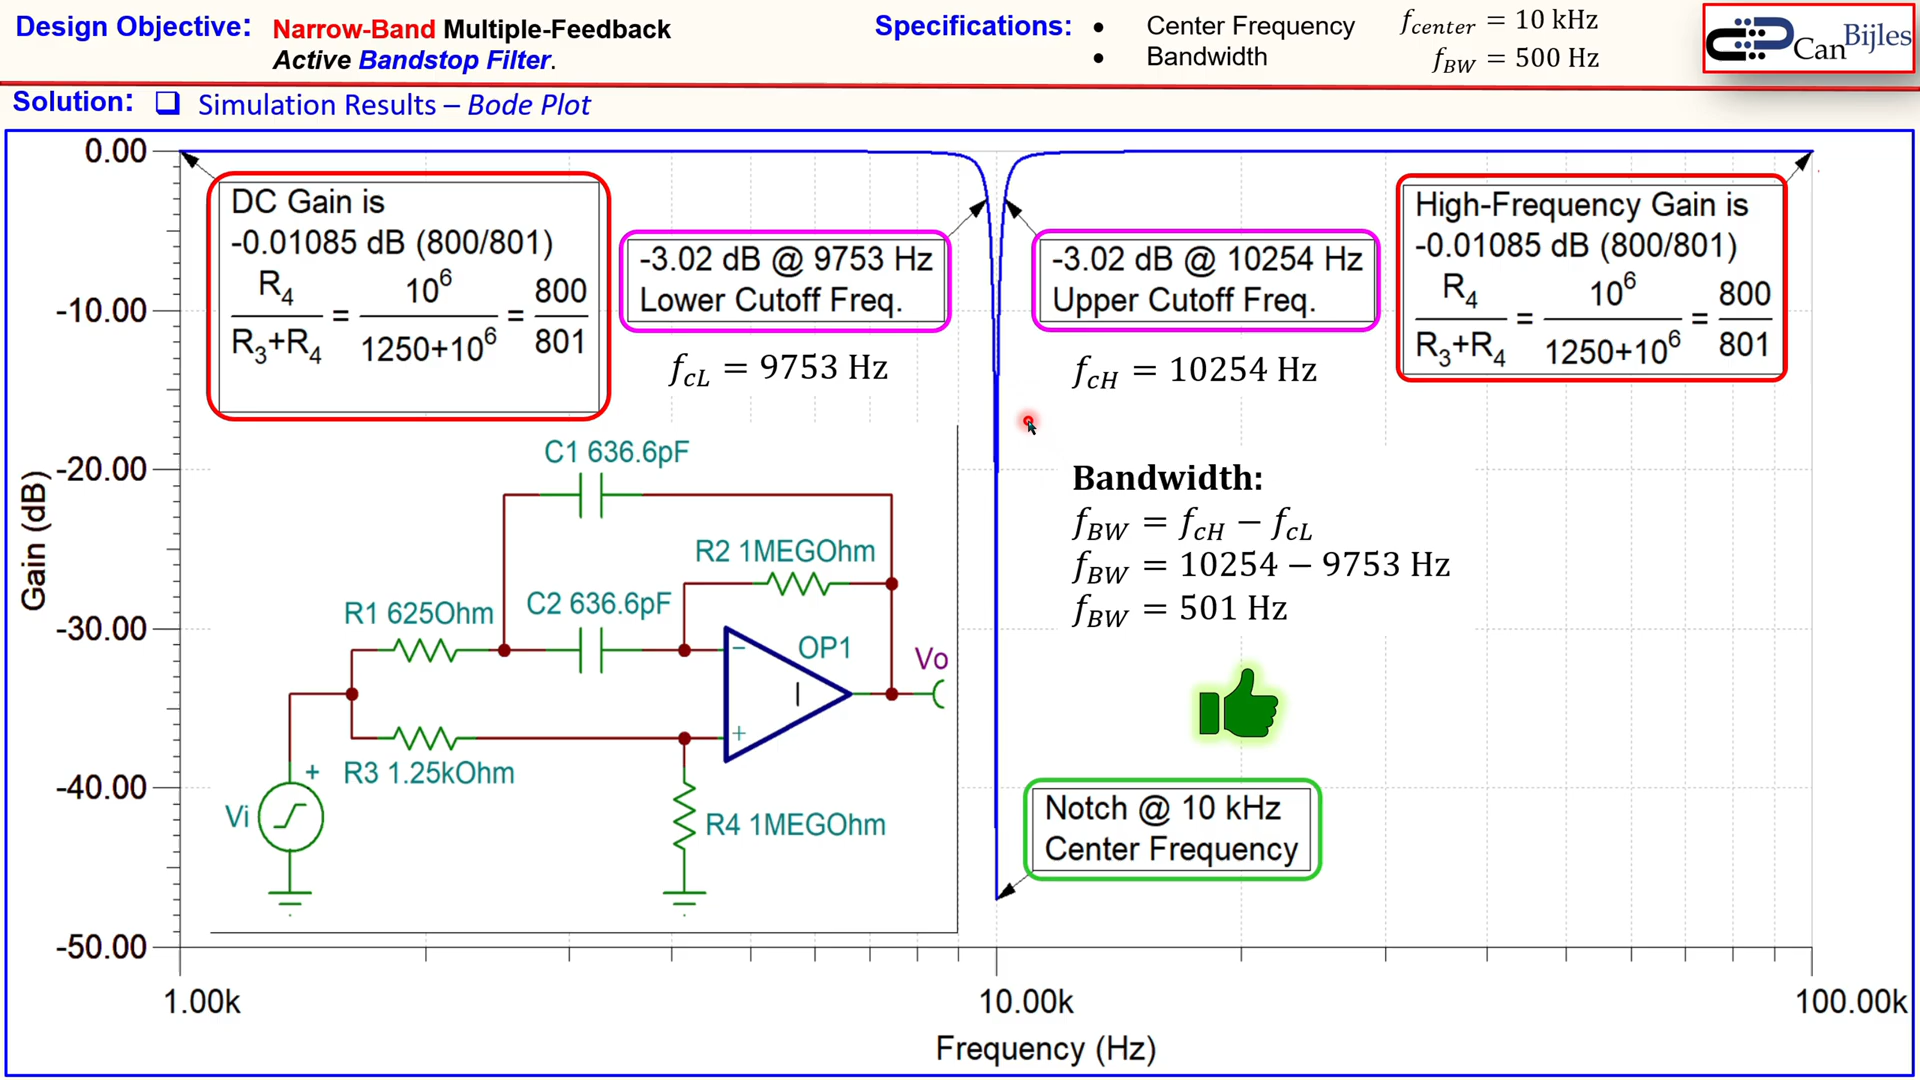 Design Objective: Narrow-Band Multiple-Feedback
Active Bandstop Filter.
Specifications:
• Center Frequency f_center = 10 kHz
• Bandwidth f_BW = 500 Hz
CanBijles
Solution: ❑ Simulation Results – Bode Plot
DC Gain is
-0.01085 dB (800/801)
R4/(R3+R4) = 10^6/(1250+10^6) = 800/801
-3.02 dB @ 9753 Hz
Lower Cutoff Freq.
f_cL = 9753 Hz
-3.02 dB @ 10254 Hz
Upper Cutoff Freq.
f_cH = 10254 Hz
High-Frequency Gain is
-0.01085 dB (800/801)
R4/(R3+R4) = 10^6/(1250+10^6) = 800/801
Bandwidth:
f_BW = f_cH − f_cL
f_BW = 10254 − 9753 Hz
f_BW = 501 Hz
C1 636.6pF
R2 1MEGOhm
C2 636.6pF
R1 625Ohm
OP1
−
+
I
Vo
+
R3 1.25kOhm
Vi
R4 1MEGOhm
Notch @ 10 kHz
Center Frequency
Gain (dB)
0.00
-10.00
-20.00
-30.00
-40.00
-50.00
1.00k
10.00k
100.00k
Frequency (Hz)